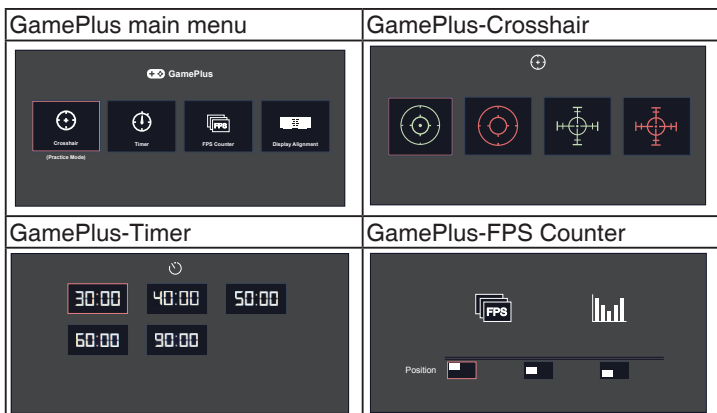 GamePlus main menu
GamePlus-Crosshair
GamePlus
Crosshair
Timer
FPS
FPS Counter
Display Alignment
(Practice Mode)
GamePlus-Timer
GamePlus-FPS Counter
30:00
40:00
50:00
60:00
90:00
FPS
Position